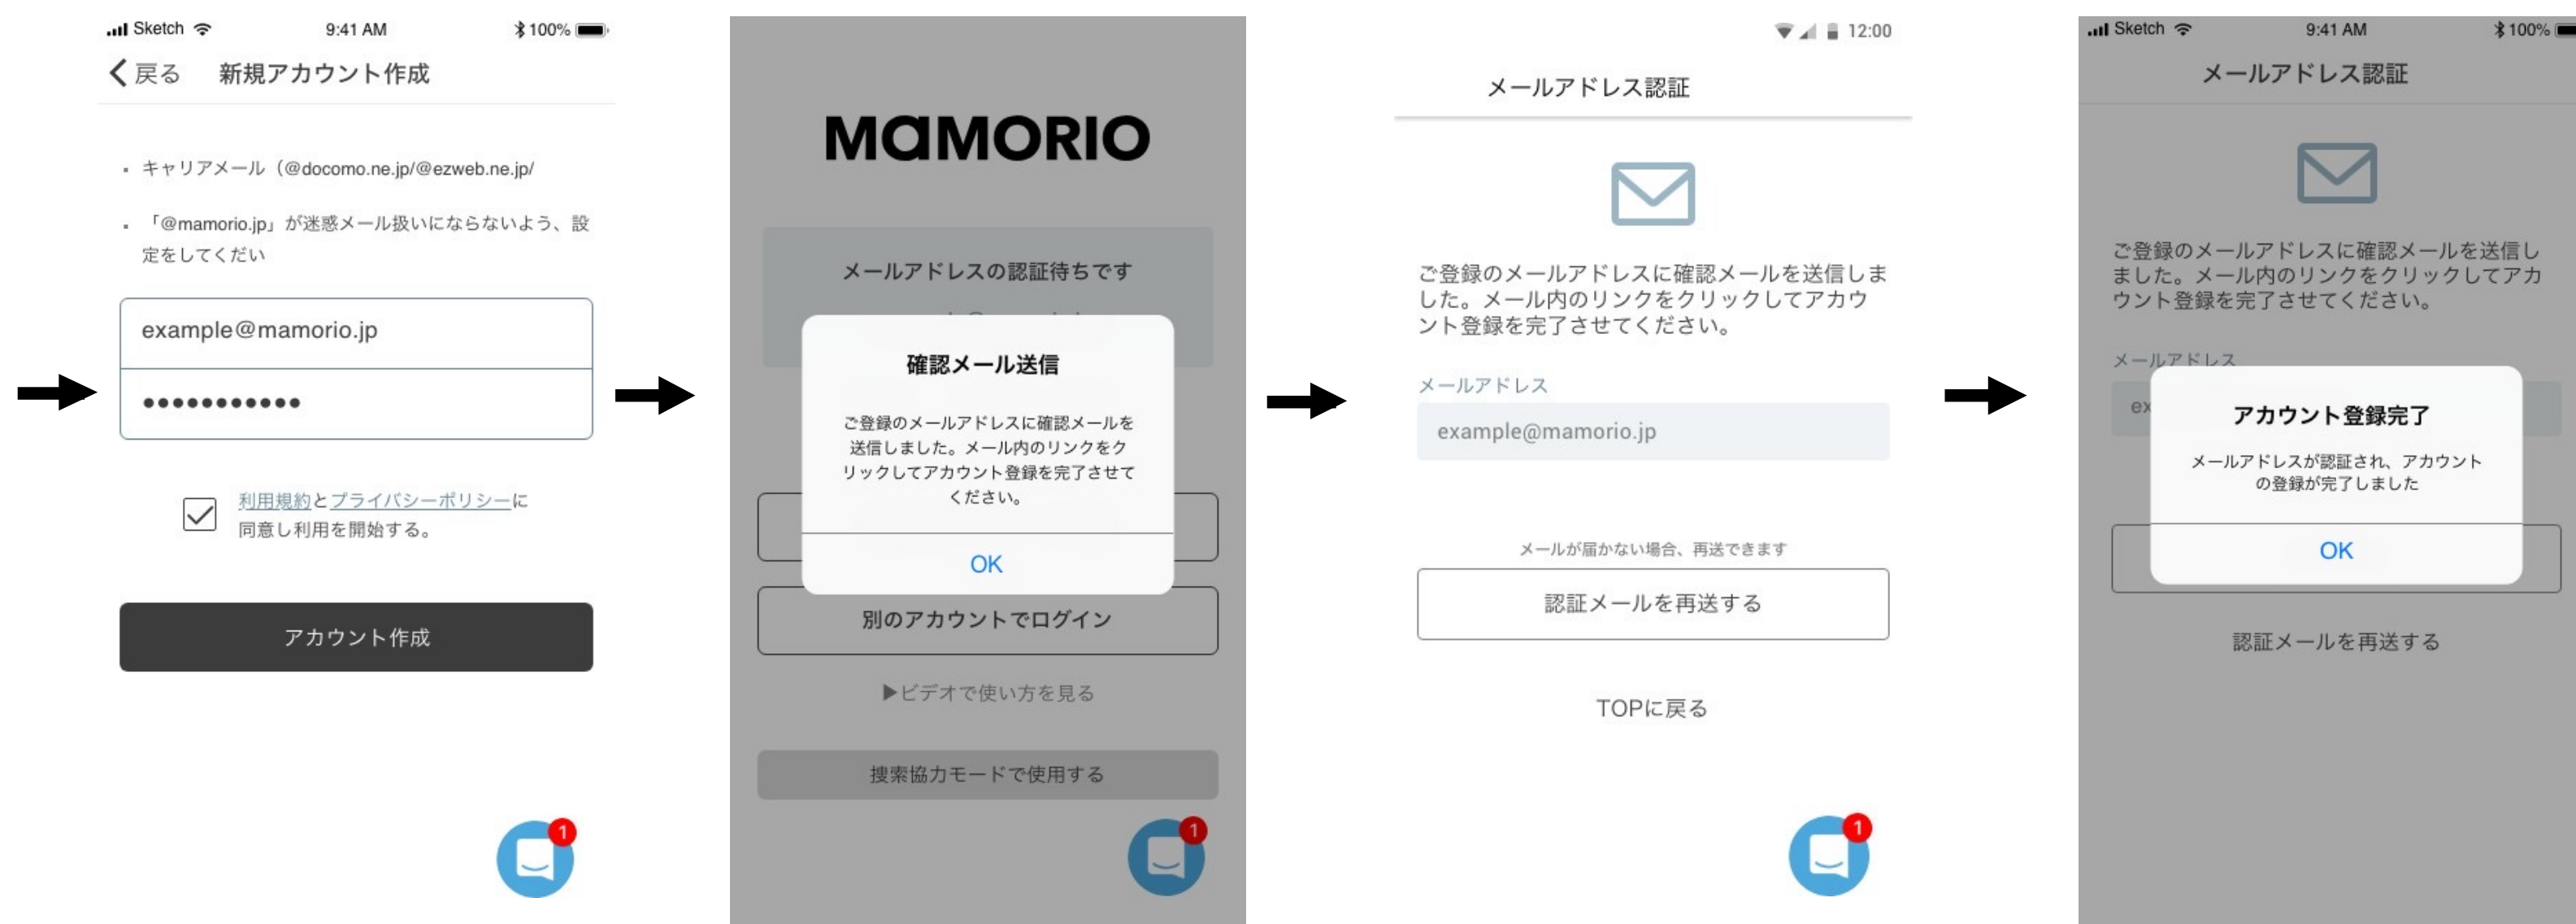 Sketch 9:41 AM 100%
戻る 新規アカウント作成
キャリアメール（@docomo.ne.jp/@ezweb.ne.jp/
「@mamorio.jp」が迷惑メール扱いにならないよう、設
定をしてくだい
example@mamorio.jp
利用規約とプライバシーポリシーに
同意し利用を開始する。
アカウント作成
1
MAMORIO
メールアドレスの認証待ちです
確認メール送信
ご登録のメールアドレスに確認メールを
送信しました。メール内のリンクをク
リックしてアカウント登録を完了させて
ください。
OK
別のアカウントでログイン
▶ビデオで使い方を見る
捜索協力モードで使用する
1
12:00
メールアドレス認証
ご登録のメールアドレスに確認メールを送信しま
した。メール内のリンクをクリックしてアカウ
ント登録を完了させてください。
メールアドレス
example@mamorio.jp
メールが届かない場合、再送できます
認証メールを再送する
TOPに戻る
1
Sketch 9:41 AM 100%
メールアドレス認証
ご登録のメールアドレスに確認メールを送信し
ました。メール内のリンクをクリックしてアカ
ウント登録を完了させてください。
メールアドレス
ex
アカウント登録完了
メールアドレスが認証され、アカウント
の登録が完了しました
OK
認証メールを再送する